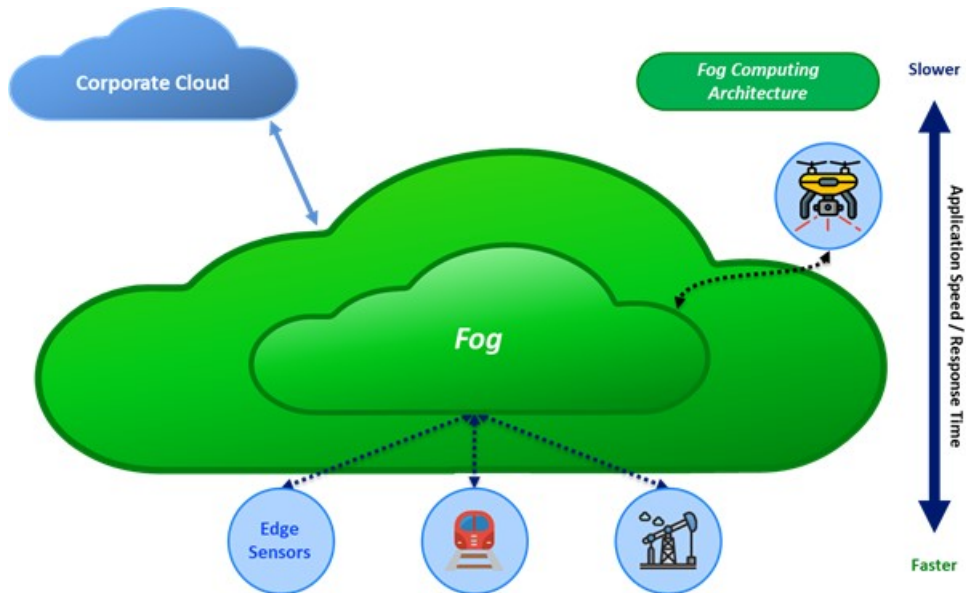 Corporate Cloud
Fog Computing
Architecture
Slower
Application Speed / Response Time
Fog
Edge
Sensors
Faster